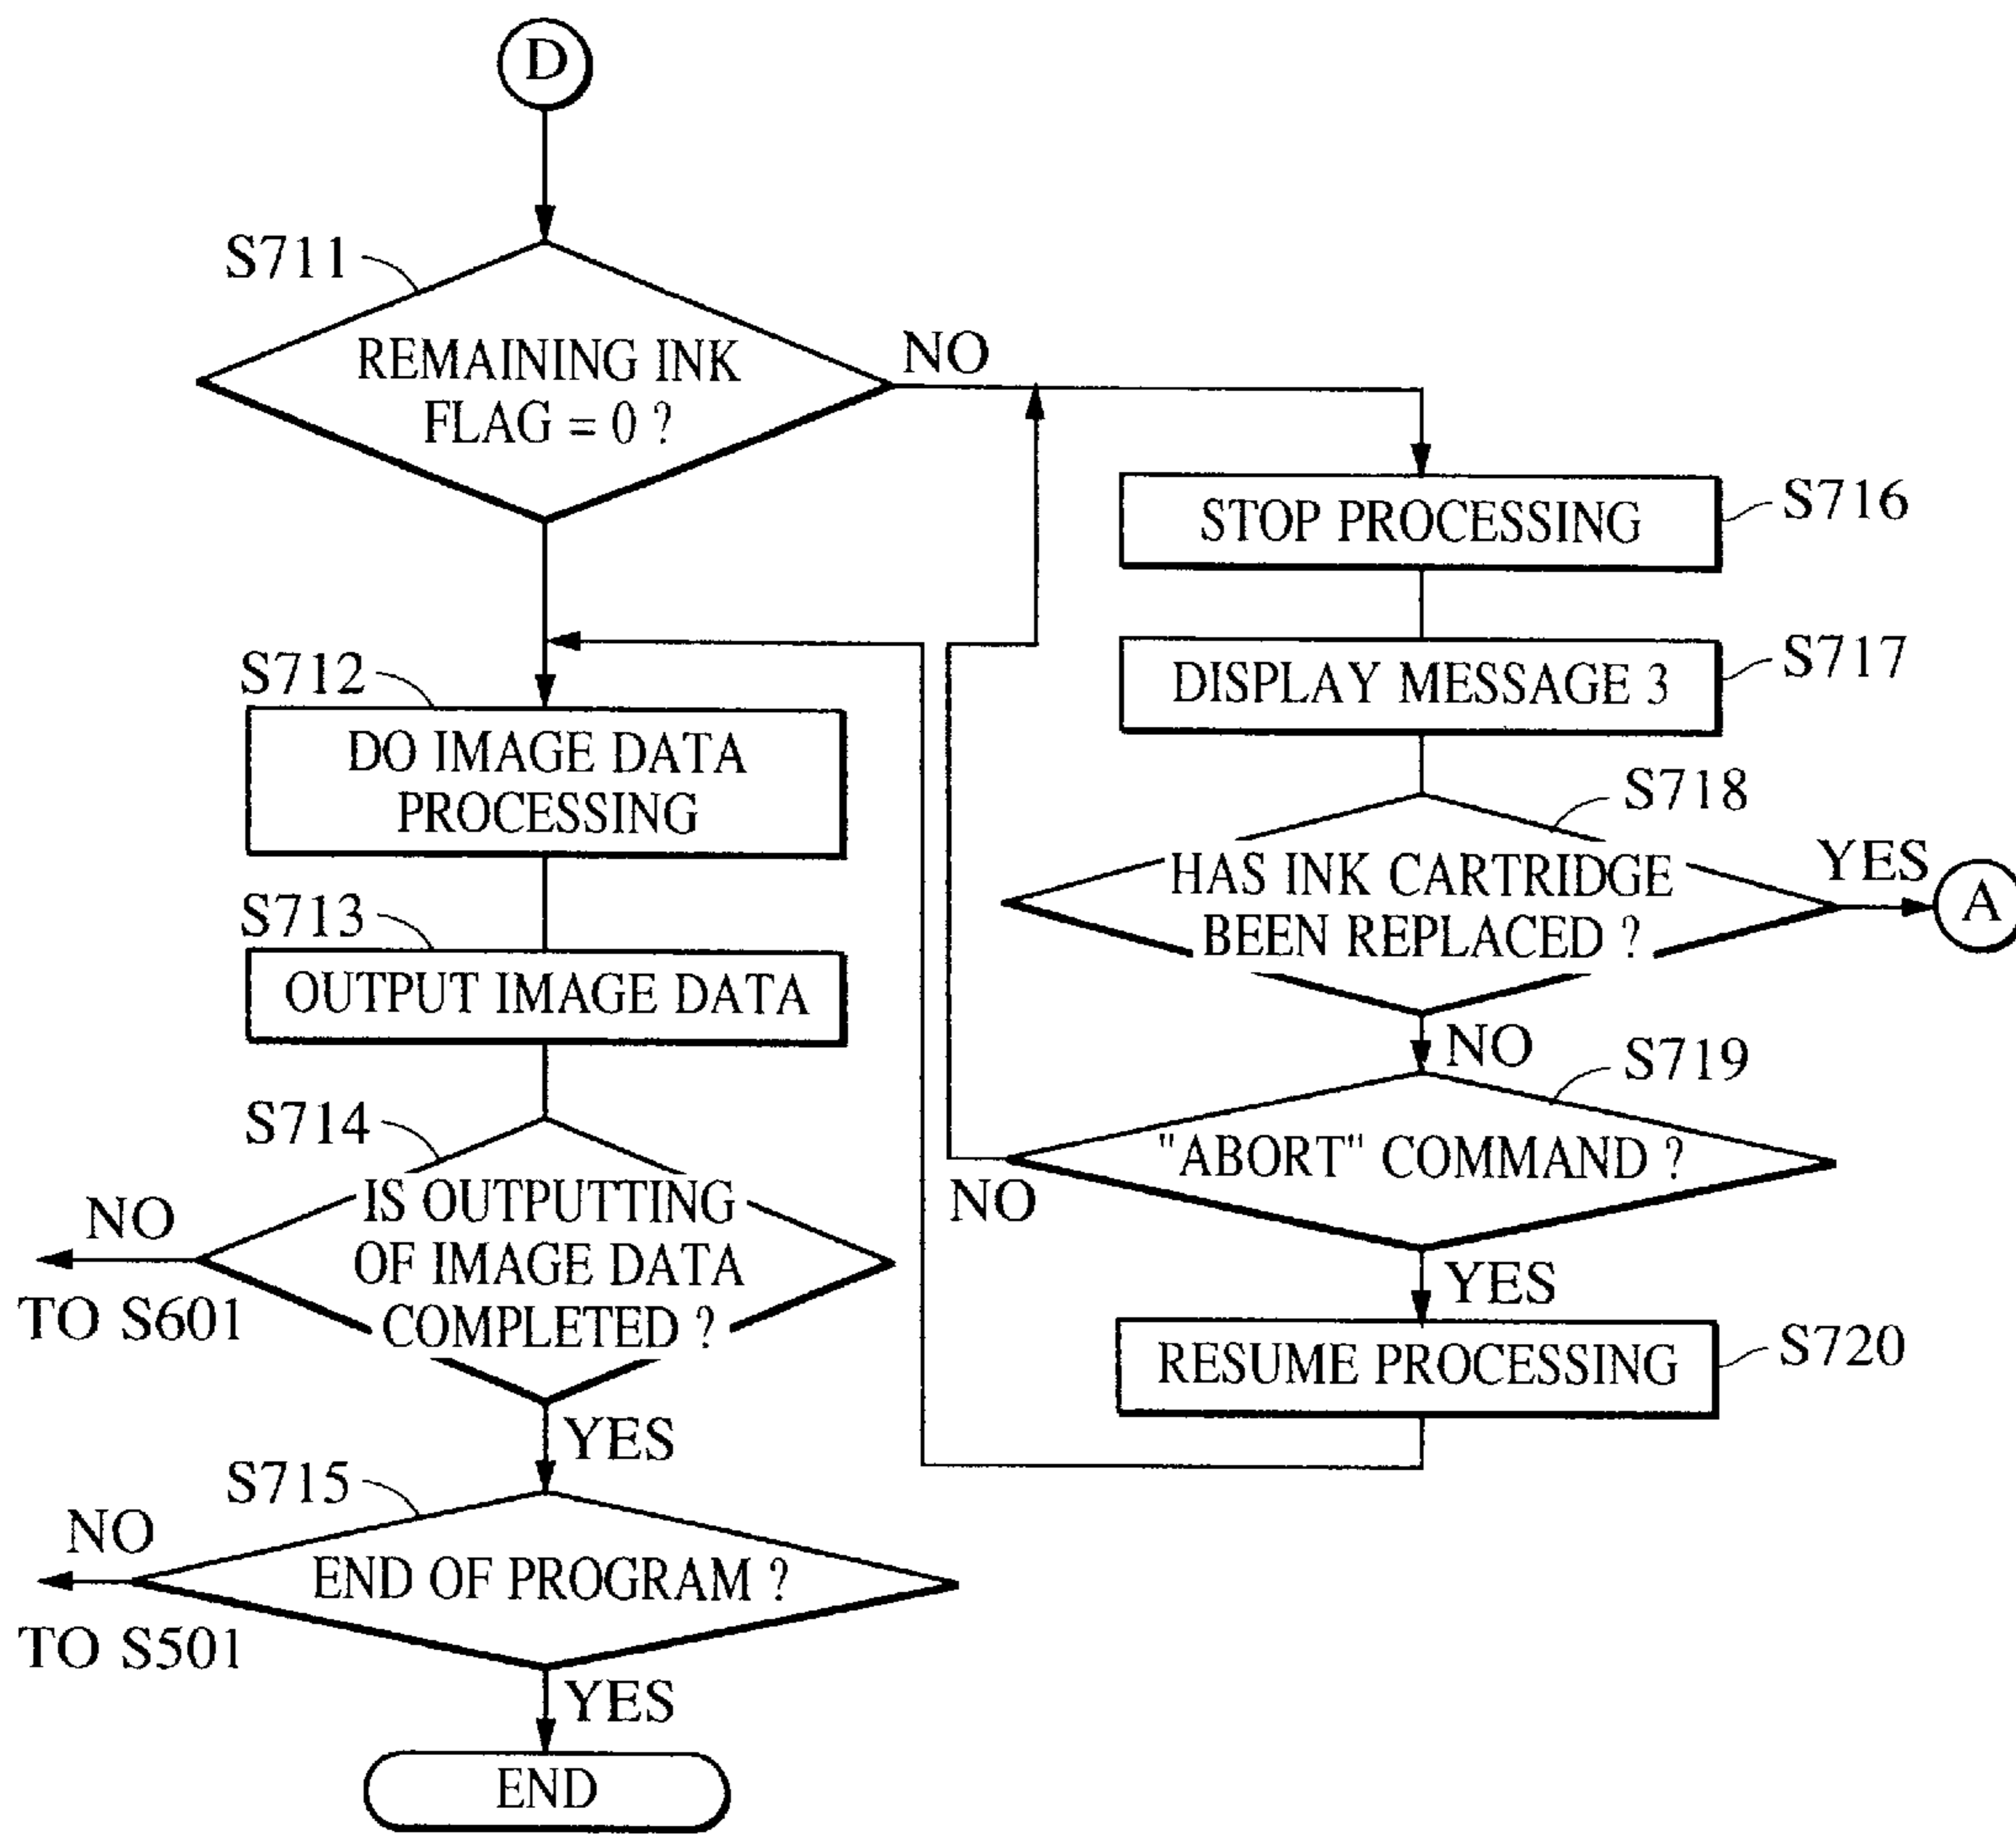 D
S711
REMAINING INK
FLAG = 0 ?
NO
S712
DO IMAGE DATA
PROCESSING
S713
OUTPUT IMAGE DATA
S714
IS OUTPUTTING
OF IMAGE DATA
COMPLETED ?
NO
TO S601
YES
S715
END OF PROGRAM ?
NO
TO S501
YES
END
STOP PROCESSING
S716
DISPLAY MESSAGE 3
S717
S718
HAS INK CARTRIDGE
BEEN REPLACED ?
YES
A
NO
S719
"ABORT" COMMAND ?
NO
YES
RESUME PROCESSING
S720